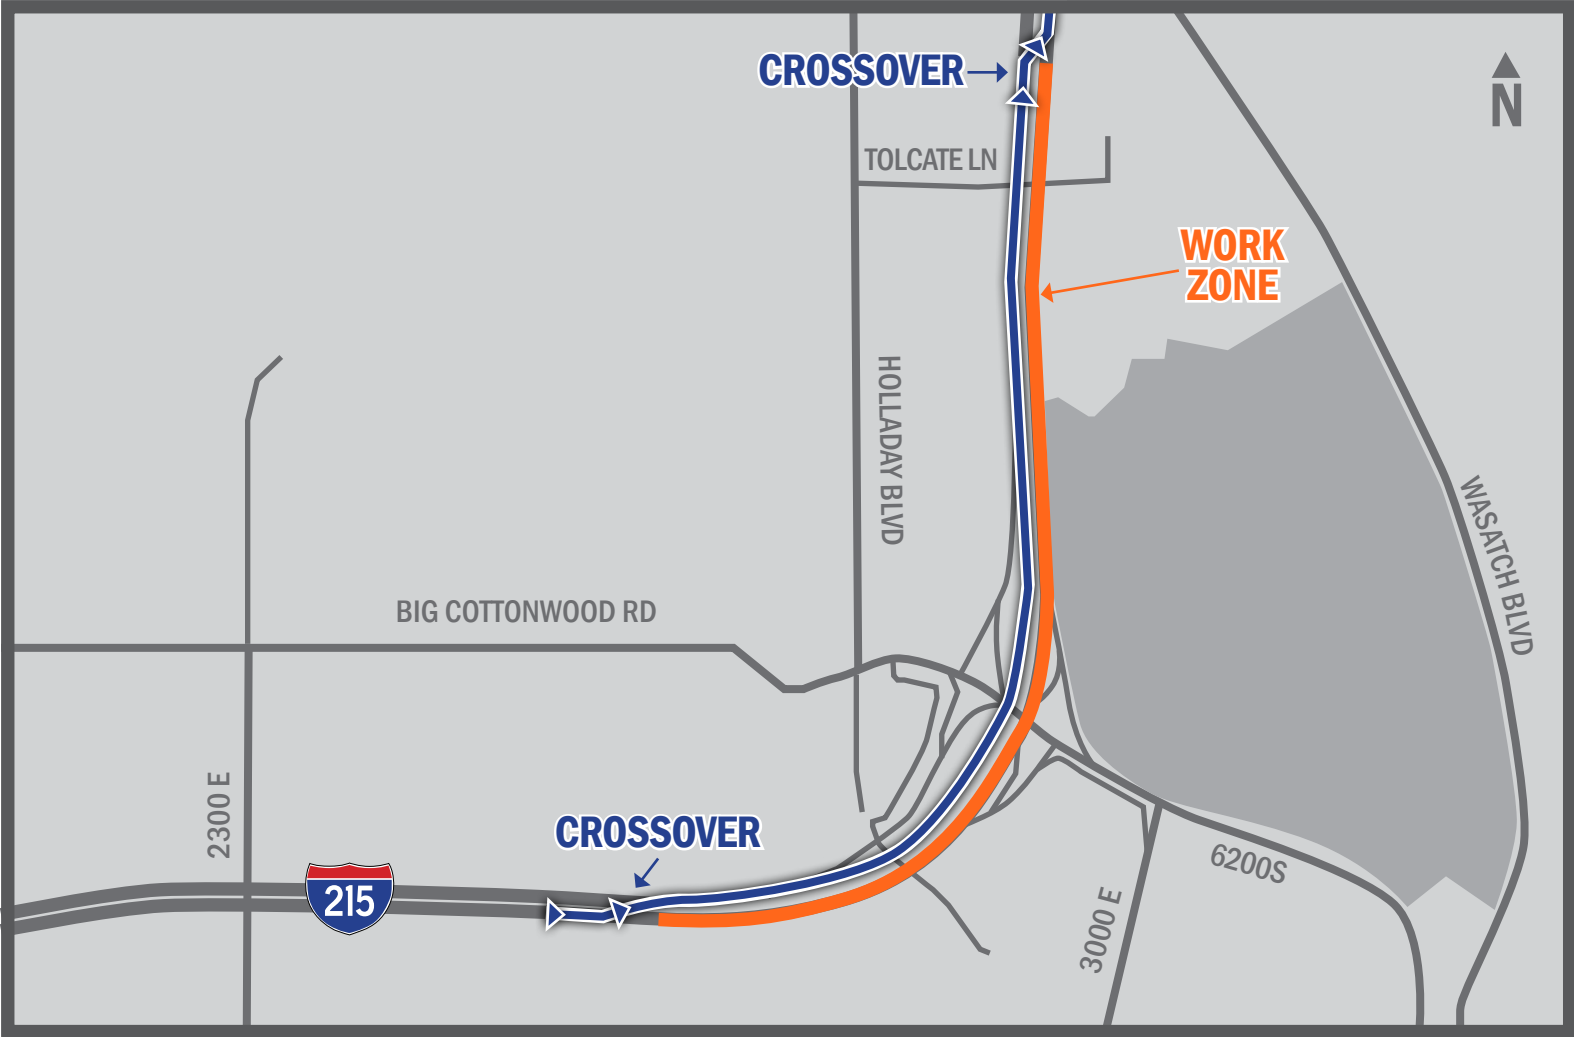 CROSSOVER
N
TOLCATE LN
WORK
ZONE
HOLLADAY BLVD
WASATCH BLVD
BIG COTTONWOOD RD
2300 E
CROSSOVER
6200S
215
3000 E